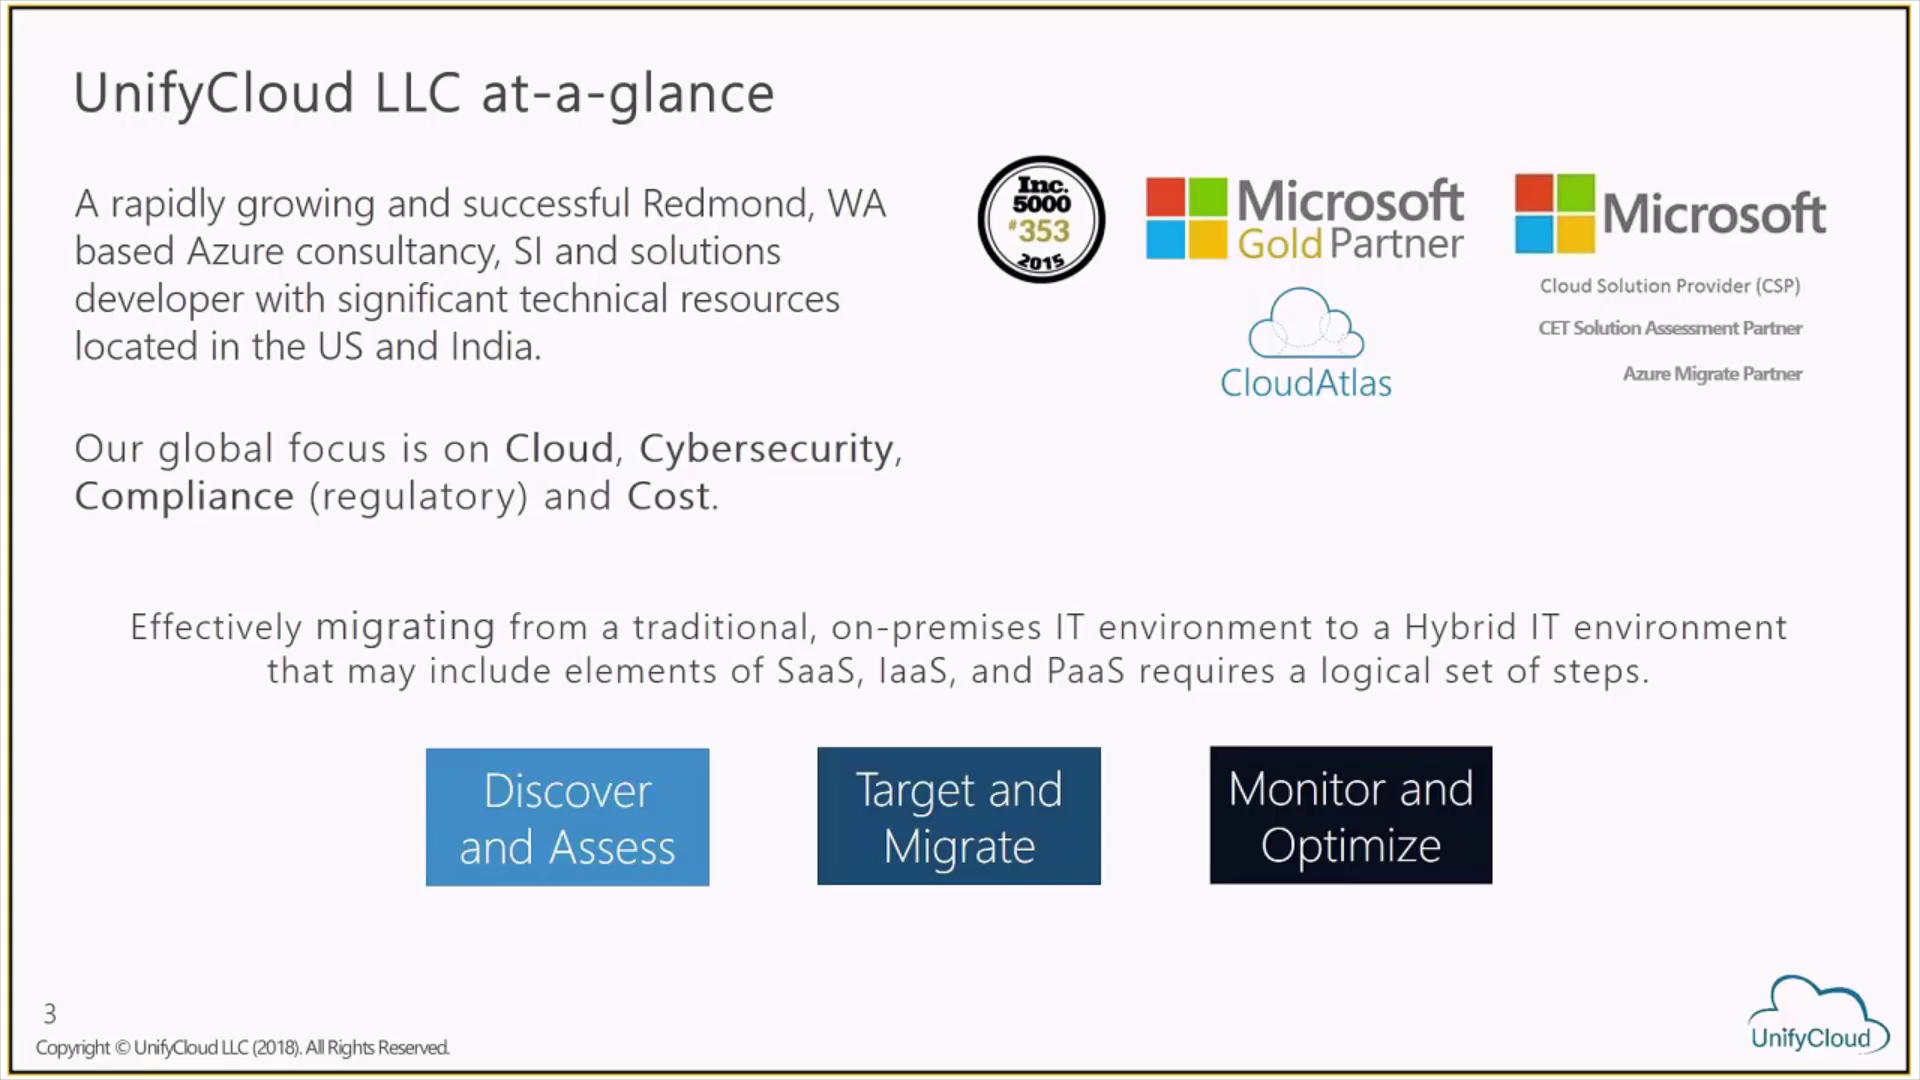 UnifyCloud LLC at-a-glance
A rapidly growing and successful Redmond, WA
based Azure consultancy, SI and solutions
developer with significant technical resources
located in the US and India.
Our global focus is on Cloud, Cybersecurity,
Compliance (regulatory) and Cost.
Inc.
5000
#353
2015
Microsoft
Gold Partner
CloudAtlas
Microsoft
Cloud Solution Provider (CSP)
CET Solution Assessment Partner
Azure Migrate Partner
Effectively migrating from a traditional, on-premises IT environment to a Hybrid IT environment
that may include elements of SaaS, IaaS, and PaaS requires a logical set of steps.
Discover
and Assess
Target and
Migrate
Monitor and
Optimize
3
Copyright © UnifyCloud LLC (2018). All Rights Reserved.
UnifyCloud